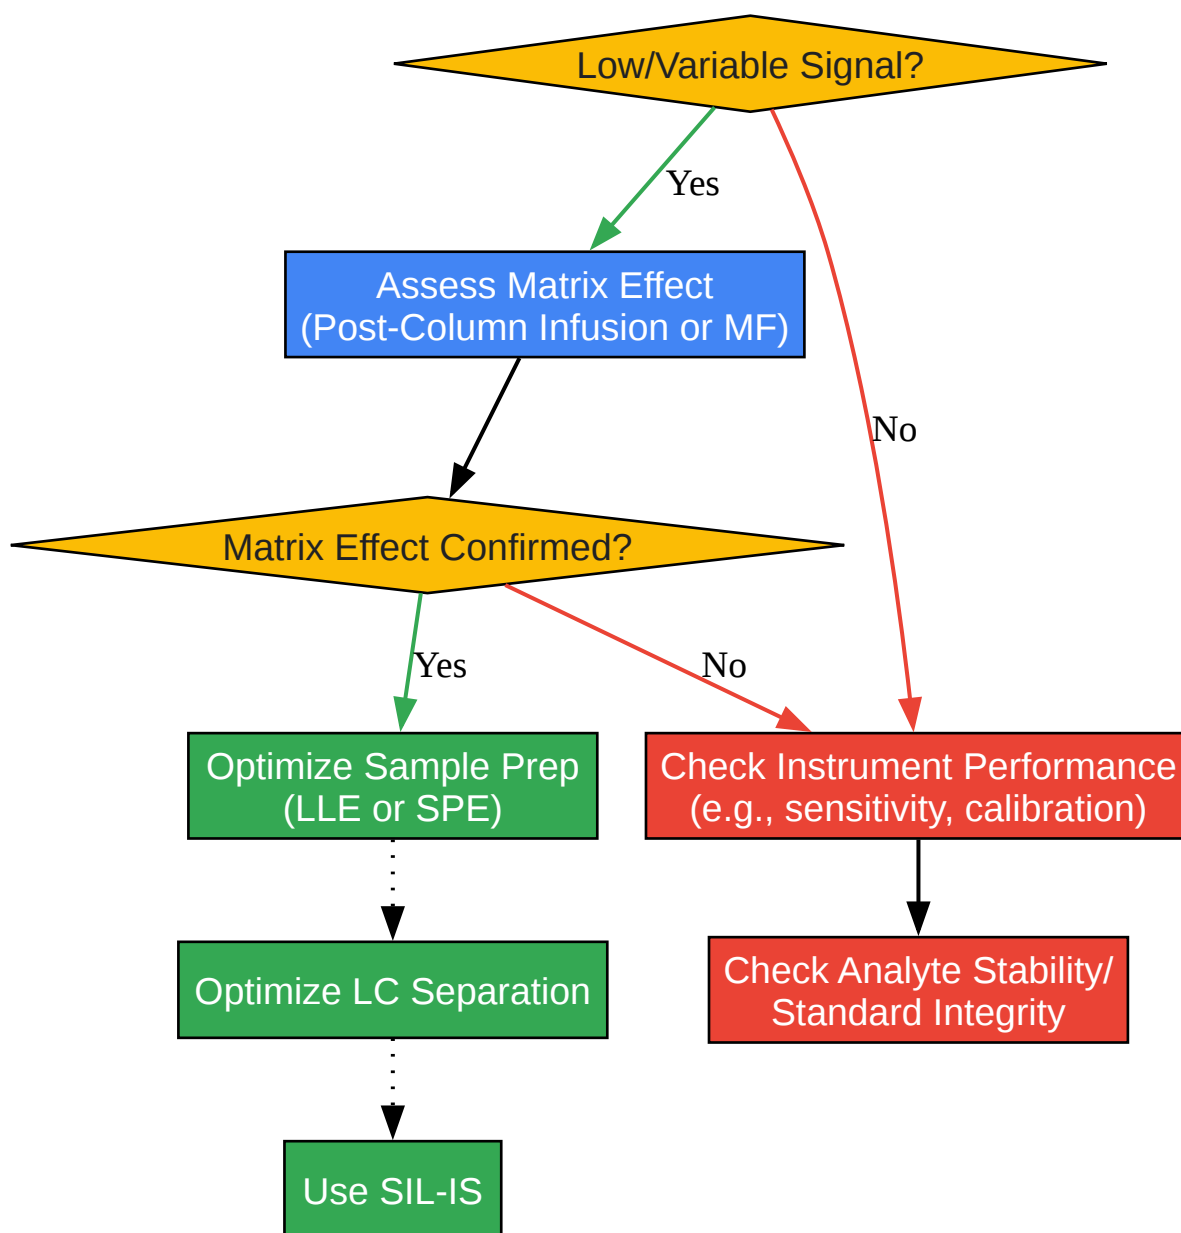 Low/Variable Signal?
Yes
Assess Matrix Effect
(Post-Column Infusion or MF)
No
Matrix Effect Confirmed?
Yes
No
Optimize Sample Prep
(LLE or SPE)
Check Instrument Performance
(e.g., sensitivity, calibration)
Optimize LC Separation
Check Analyte Stability/
Standard Integrity
Use SIL-IS